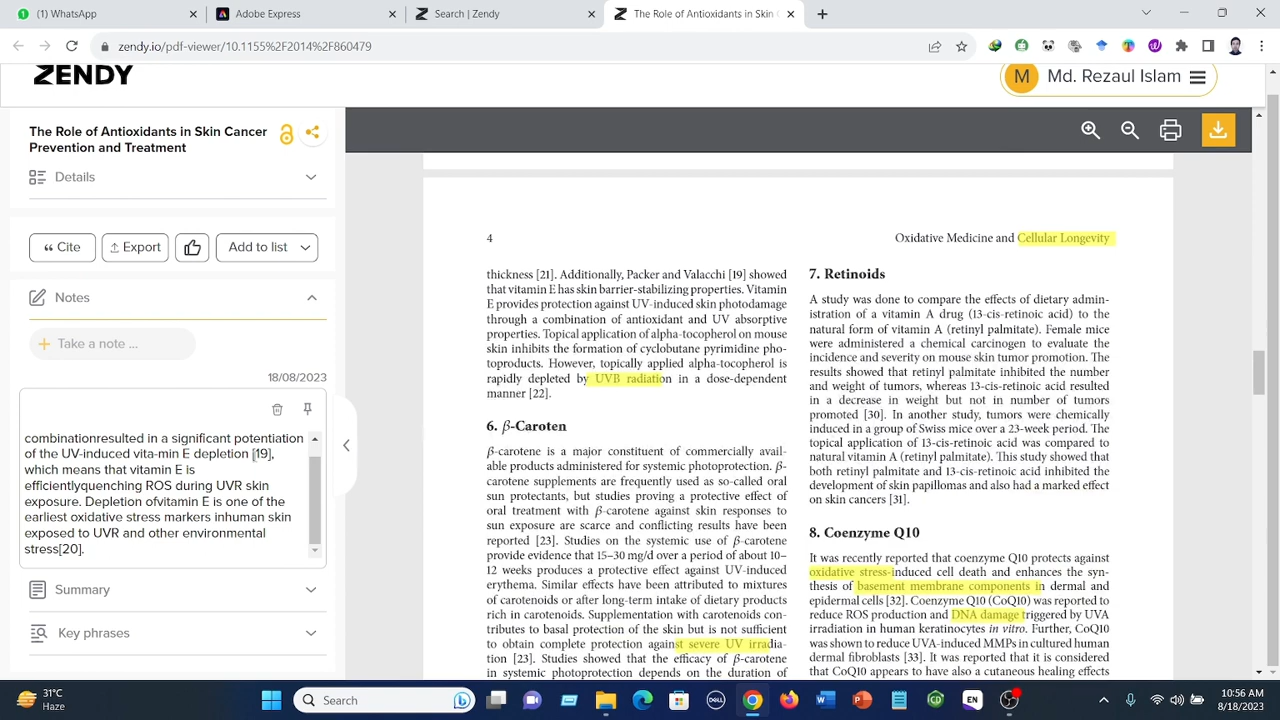 (1) WhatsApp
Adobe Express
Search | Zendy
The Role of Antioxidants in Skin C
zendy.io/pdf-viewer/10.1155%2F2014%2F860479
ZENDY
M Md. Rezaul Islam
The Role of Antioxidants in Skin Cancer
Prevention and Treatment
Details
Cite
Export
Add to list
Notes
Take a note ...
18/08/2023
combinationresulted in a significant potentiation
of the UV-induced vita-min E depletion [19],
which means that vitamin E is
efficientlyquenching ROS during UVR skin
exposure. Depletion ofvitamin E is one of the
earliest oxidative stress markers inhuman skin
exposed to UVR and other environmental
stress[20].
Summary
Key phrases
4
Oxidative Medicine and Cellular Longevity
thickness [21]. Additionally, Packer and Valacchi [19] showed
that vitamin E has skin barrier-stabilizing properties. Vitamin
E provides protection against UV-induced skin photodamage
through a combination of antioxidant and UV absorptive
properties. Topical application of alpha-tocopherol on mouse
skin inhibits the formation of cyclobutane pyrimidine pho-
toproducts. However, topically applied alpha-tocopherol is
rapidly depleted by UVB radiation in a dose-dependent
manner [22].
6. β-Caroten
β-carotene is a major constituent of commercially avail-
able products administered for systemic photoprotection. β-
carotene supplements are frequently used as so-called oral
sun protectants, but studies proving a protective effect of
oral treatment with β-carotene against skin responses to
sun exposure are scarce and conflicting results have been
reported [23]. Studies on the systemic use of β-carotene
provide evidence that 15–30 mg/d over a period of about 10–
12 weeks produces a protective effect against UV-induced
erythema. Similar effects have been attributed to mixtures
of carotenoids or after long-term intake of dietary products
rich in carotenoids. Supplementation with carotenoids con-
tributes to basal protection of the skin but is not sufficient
to obtain complete protection against severe UV irradia-
tion [23]. Studies showed that the efficacy of β-carotene
in systemic photoprotection depends on the duration of
7. Retinoids
A study was done to compare the effects of dietary admin-
istration of a vitamin A drug (13-cis-retinoic acid) to the
natural form of vitamin A (retinyl palmitate). Female mice
were administered a chemical carcinogen to evaluate the
incidence and severity on mouse skin tumor promotion. The
results showed that retinyl palmitate inhibited the number
and weight of tumors, whereas 13-cis-retinoic acid resulted
in a decrease in weight but not in number of tumors
promoted [30]. In another study, tumors were chemically
induced in a group of Swiss mice over a 23-week period. The
topical application of 13-cis-retinoic acid was compared to
natural vitamin A (retinyl palmitate). This study showed that
both retinyl palmitate and 13-cis-retinoic acid inhibited the
development of skin papillomas and also had a marked effect
on skin cancers [31].
8. Coenzyme Q10
It was recently reported that coenzyme Q10 protects against
oxidative stress-induced cell death and enhances the syn-
thesis of basement membrane components in dermal and
epidermal cells [32]. Coenzyme Q10 (CoQ10) was reported to
reduce ROS production and DNA damage triggered by UVA
irradiation in human keratinocytes in vitro. Further, CoQ10
was shown to reduce UVA-induced MMPs in cultured human
dermal fibroblasts [33]. It was reported that it is considered
that CoQ10 appears to have also a cutaneous healing effects
31°C
Haze
Search
DELL
EN
10:56 AM
8/18/2023